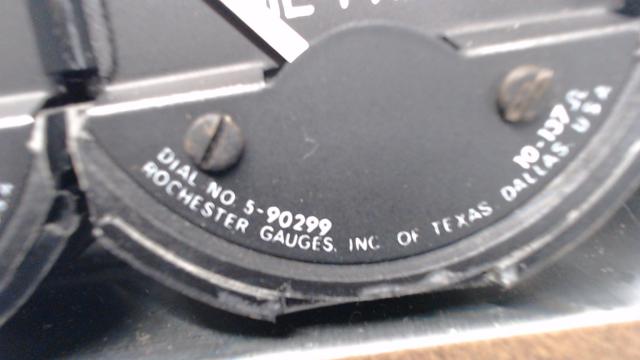 DIAL NO. 5-90299
10-137-Ω
ROCHESTER GAUGES, INC OF TEXAS DALLAS, U S A